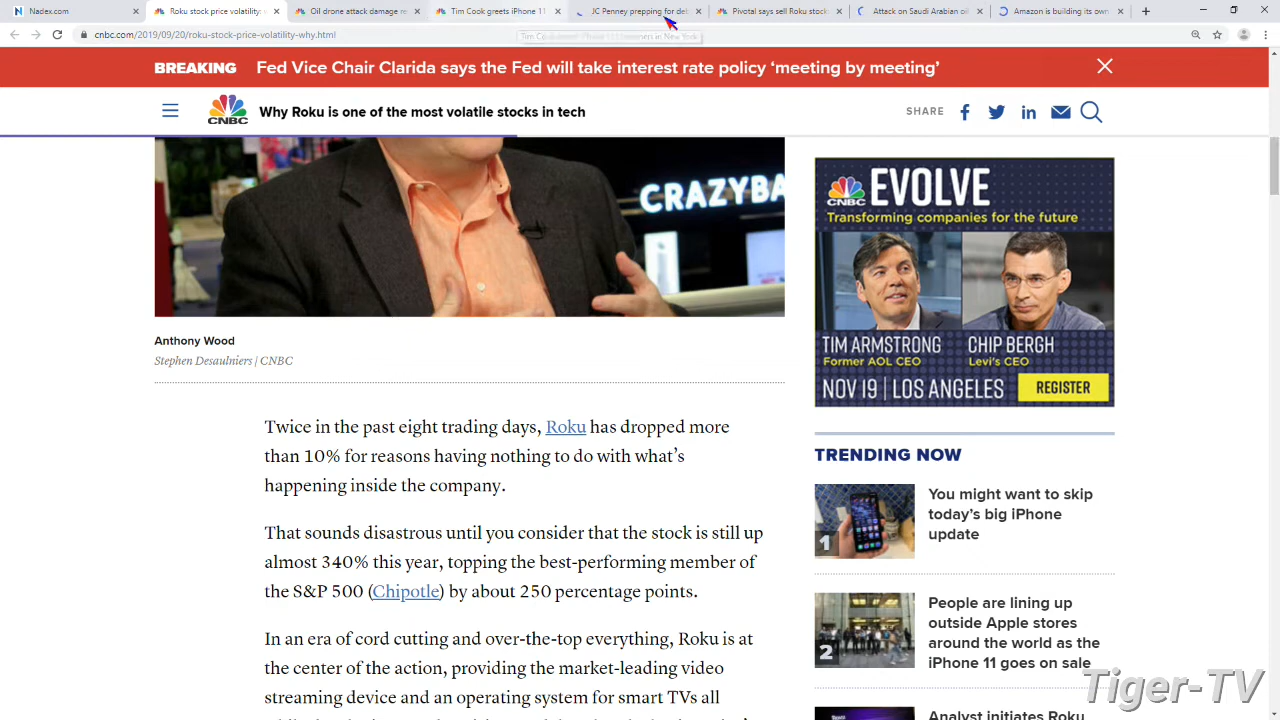 Nadex.com
Roku stock price volatility:
Oil drone attack damage re
Tim Cook greets iPhone 11
JC Penney prepping for del
Pivotal says sell Roku stock
Attack on Saudi Arabian oil
Amazon is building its own
cnbc.com/2019/09/20/roku-stock-price-volatility-why.html
BREAKING Fed Vice Chair Clarida says the Fed will take interest rate policy ‘meeting by meeting’
CNBC
Why Roku is one of the most volatile stocks in tech
SHARE
CRAZYBA
Anthony Wood
Stephen Desaulniers | CNBC
Twice in the past eight trading days, Roku has dropped more
than 10% for reasons having nothing to do with what’s
happening inside the company.
That sounds disastrous until you consider that the stock is still up
almost 340% this year, topping the best-performing member of
the S&P 500 (Chipotle) by about 250 percentage points.
In an era of cord cutting and over-the-top everything, Roku is at
the center of the action, providing the market-leading video
streaming device and an operating system for smart TVs all
CNBC EVOLVE
Transforming companies for the future
TIM ARMSTRONG
Former AOL CEO
CHIP BERGH
Levi's CEO
NOV 19 | LOS ANGELES
REGISTER
TRENDING NOW
1
You might want to skip
today’s big iPhone
update
2
People are lining up
outside Apple stores
around the world as the
iPhone 11 goes on sale
Analyst initiates Roku
Tiger-TV